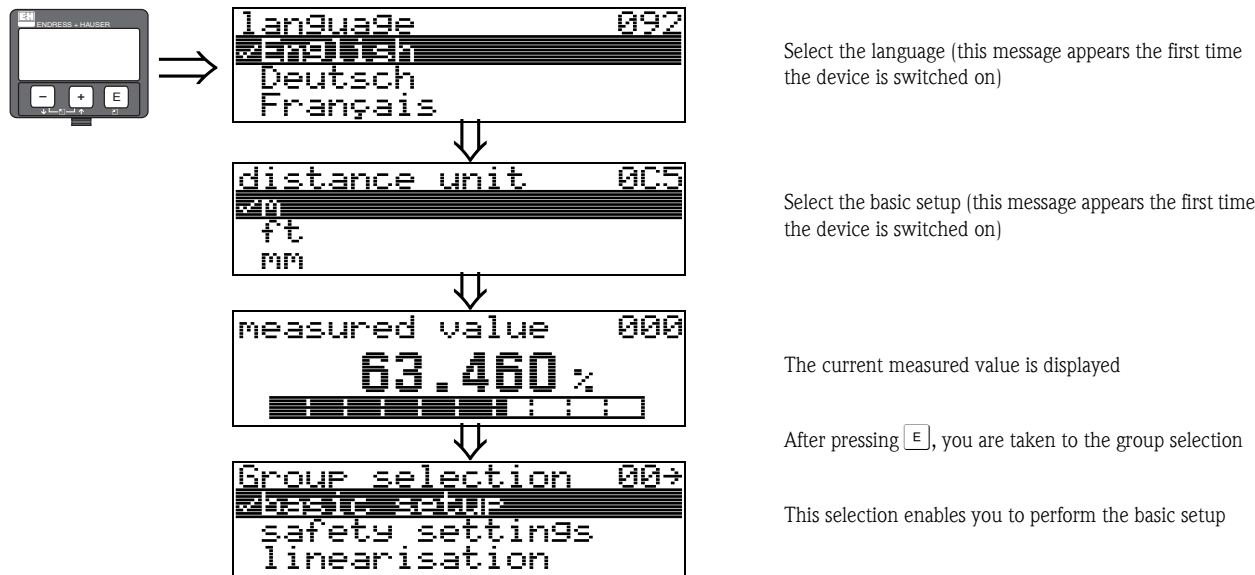 EH
ENDRESS + HAUSER
- + E
language 092
✓English
Deutsch
Français
Select the language (this message appears the first time
the device is switched on)
distance unit 0C5
✓m
ft
mm
Select the basic setup (this message appears the first time
the device is switched on)
measured value 000
63.460 %
The current measured value is displayed
After pressing E, you are taken to the group selection
Group selection 00→
✓basic setup
safety settings
linearisation
This selection enables you to perform the basic setup